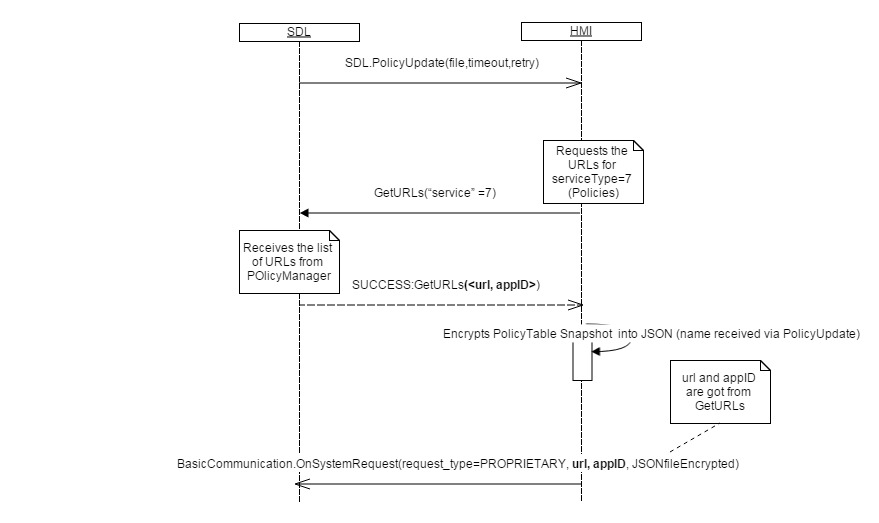 SDL
HMI
SDL.PolicyUpdate(file,timeout,retry)
Requests the
URLs for
serviceType=7
(Policies)
GetURLs(“service” =7)
Receives the list
of URLs from
POlicyManager
SUCCESS:GetURLs(<url, appID>)
Encrypts PolicyTable Snapshot into JSON (name received via PolicyUpdate)
url and appID
are got from
GetURLs
BasicCommunication.OnSystemRequest(request_type=PROPRIETARY, url, appID, JSONfileEncrypted)